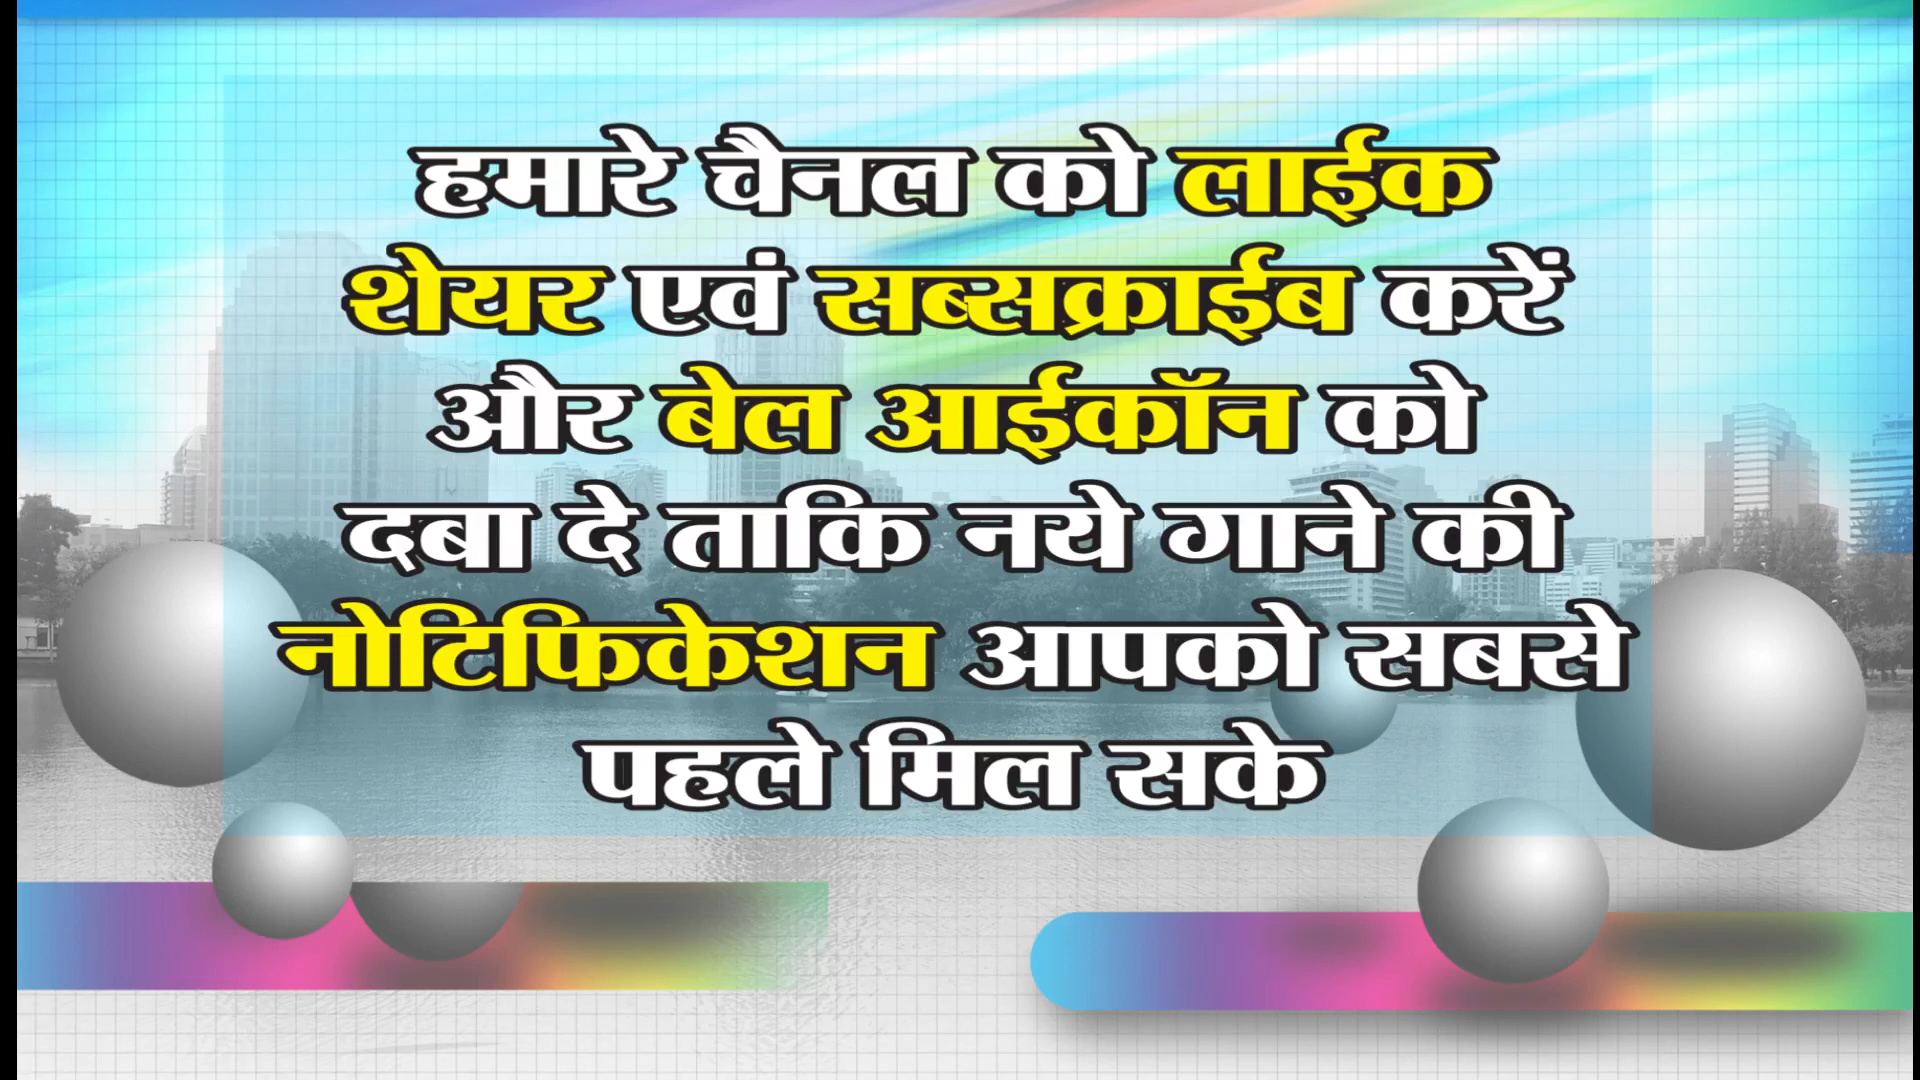 हमारे चैनल को लाईक
शेयर एवं सब्सक्राईब करें
और बेल आईकॉन को
दबा दे ताकि नये गाने की
नोटिफिकेशन आपको सबसे
पहले मिल सके